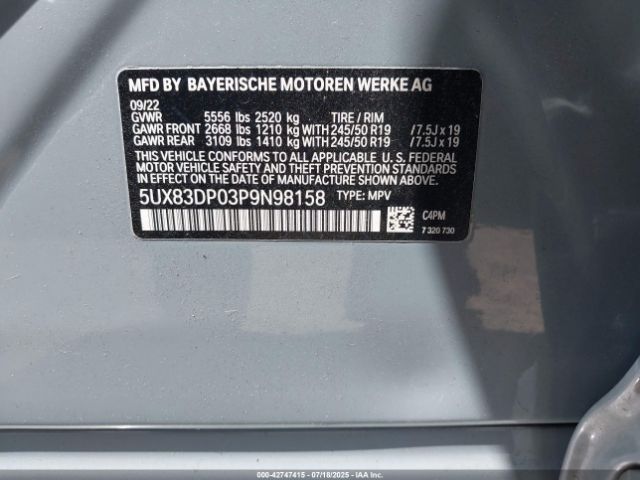 MFD BY BAYERISCHE MOTOREN WERKE AG
09/22
GVWR 5556 lbs 2520 kg TIRE / RIM
GAWR FRONT 2668 lbs 1210 kg WITH 245/50 R19 /7.5J x 19
GAWR REAR 3109 lbs 1410 kg WITH 245/50 R19 /7.5J x 19
THIS VEHICLE CONFORMS TO ALL APPLICABLE U. S. FEDERAL
MOTOR VEHICLE SAFETY AND THEFT PREVENTION STANDARDS
IN EFFECT ON THE DATE OF MANUFACTURE SHOWN ABOVE.
5UX83DP03P9N98158 TYPE: MPV
C4PM
7 320 730
000-42747415 07/18/2025 - COPYRIGHT IAA, LLC.